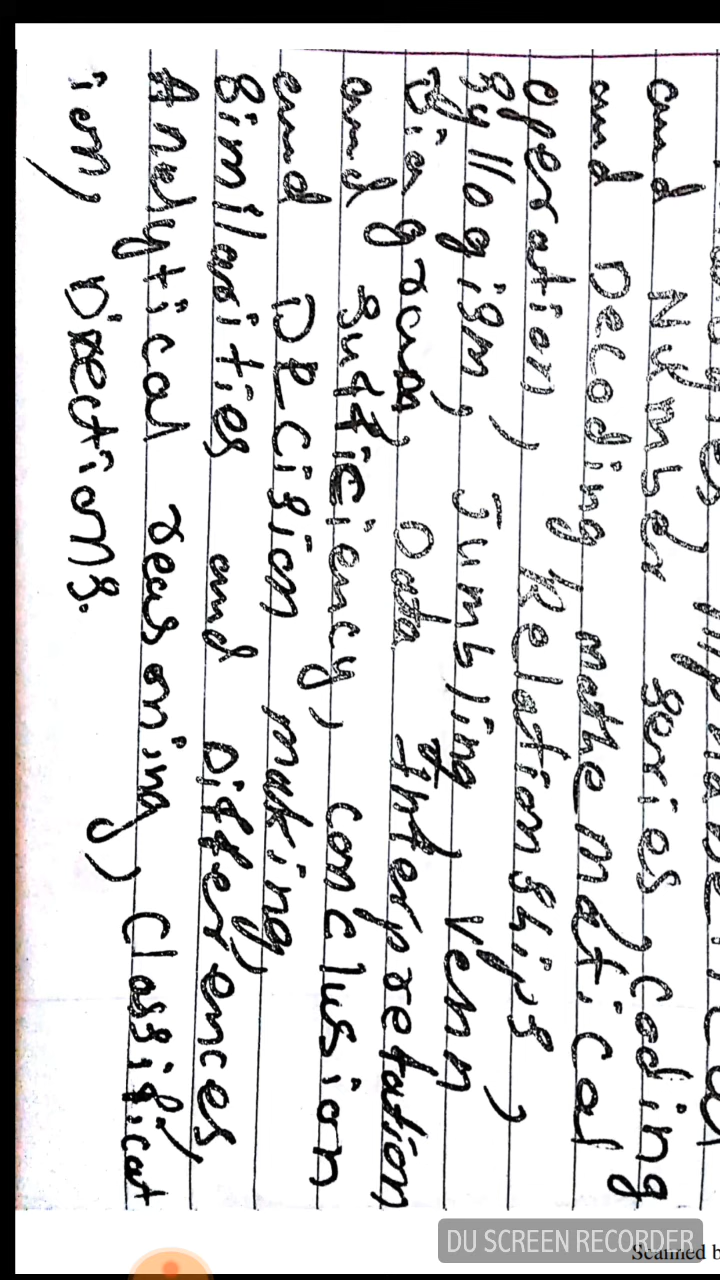 and Number series, coding
and Decoding mathematical
operation, Relationships,
syllogism, Jumbling, Venn
Diagram, Data Interpretation
and sufficiency, conclusion
and Decision making,
Similarities and Differences,
Analytical reasoning, Classificat
ion, Directions.
DU SCREEN RECORDER
Scanned b